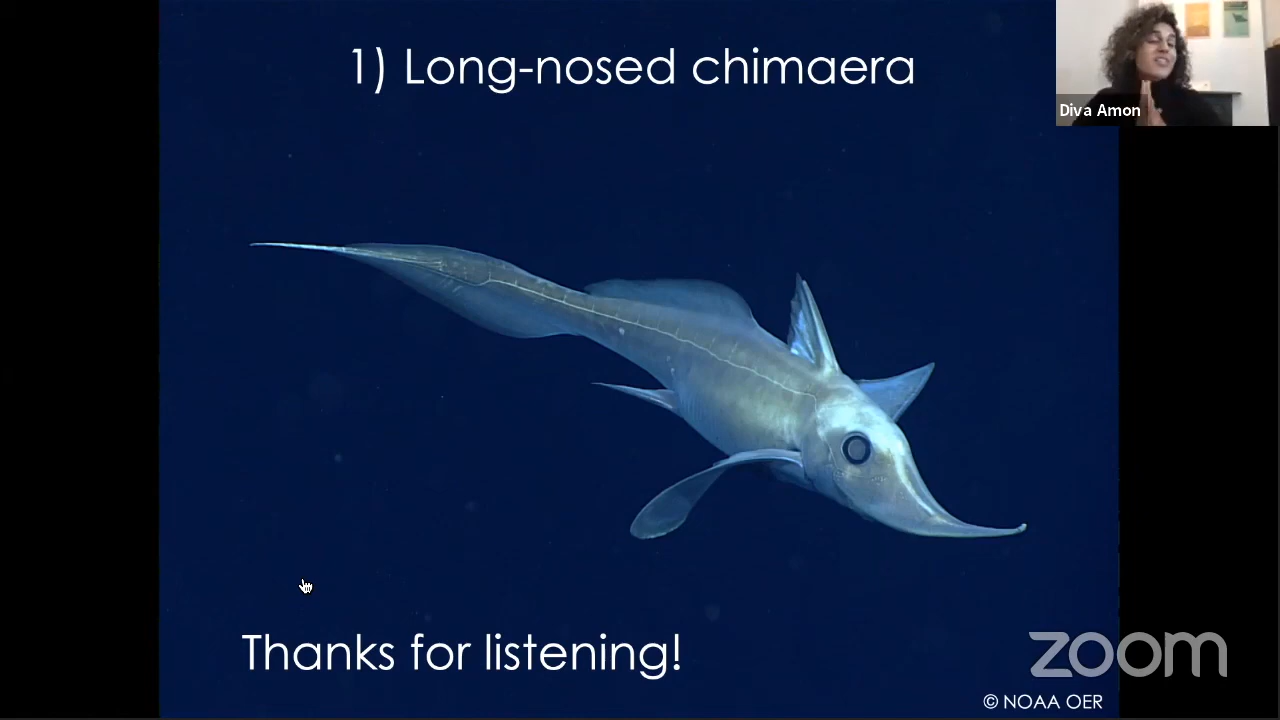 1) Long-nosed chimaera
Diva Amon
Thanks for listening!
zoom
© NOAA OER